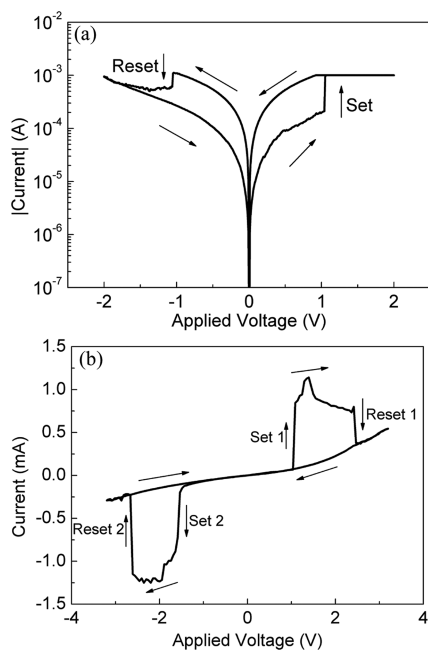 (a)
10⁻²
10⁻³
10⁻⁴
10⁻⁵
10⁻⁶
10⁻⁷
|Current| (A)
Reset
Set
-2
-1
0
1
2
Applied Voltage (V)
(b)
1.5
1.0
0.5
0.0
-0.5
-1.0
-1.5
Current (mA)
Set 1
Reset 1
Reset 2
Set 2
-4
-2
0
2
4
Applied Voltage (V)